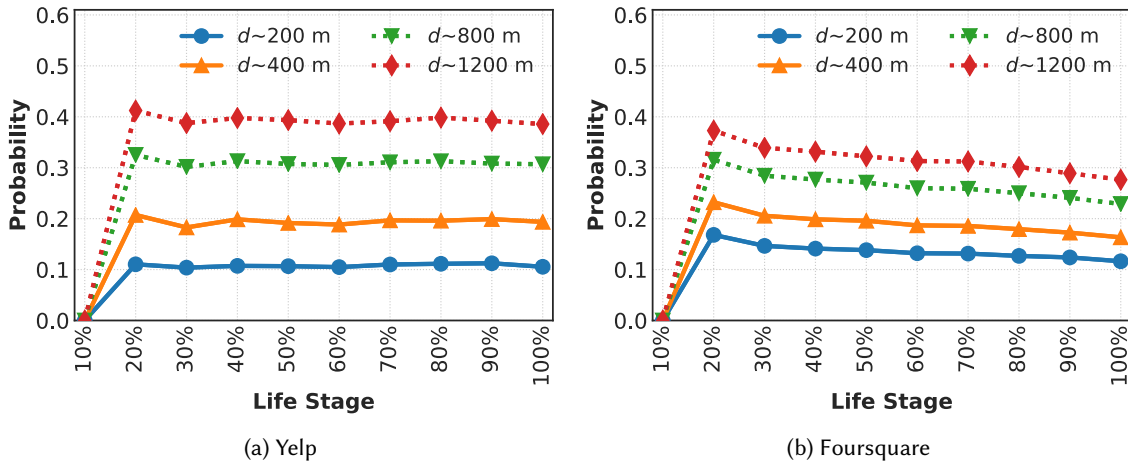 0.6
0.5
0.4
0.3
0.2
0.1
0.0
Probability
d~200 m
d~400 m
d~800 m
d~1200 m
10%
20%
30%
40%
50%
60%
70%
80%
90%
100%
Life Stage
(a) Yelp
0.6
0.5
0.4
0.3
0.2
0.1
0.0
Probability
d~200 m
d~400 m
d~800 m
d~1200 m
10%
20%
30%
40%
50%
60%
70%
80%
90%
100%
Life Stage
(b) Foursquare